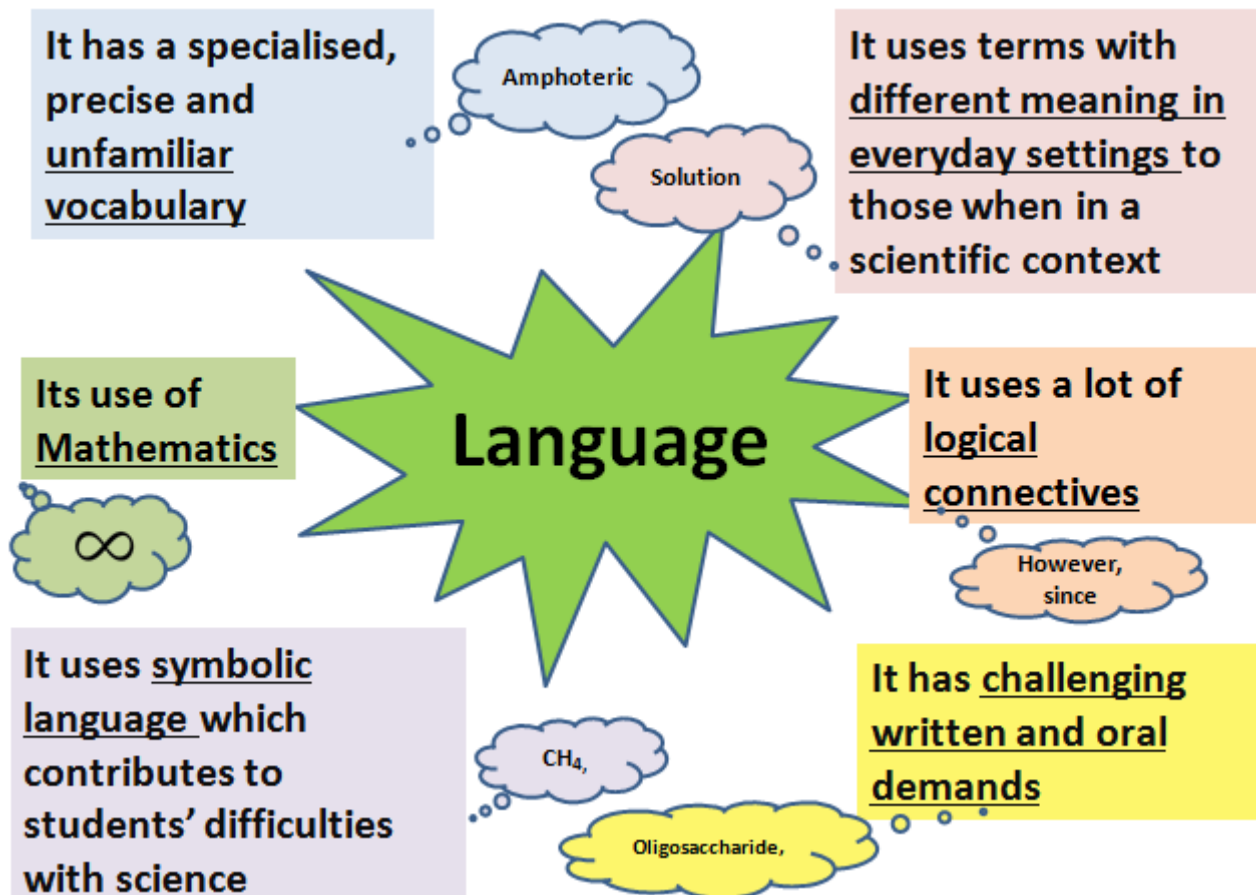 It has a specialised,
precise and
unfamiliar
vocabulary
Amphoteric
Solution
It uses terms with
different meaning in
everyday settings to
those when in a
scientific context
Its use of
Mathematics
∞
Language
It uses a lot of
logical
connectives
However,
since
It uses symbolic
language which
contributes to
students’ difficulties
with science
CH₄,
Oligosaccharide,
It has challenging
written and oral
demands